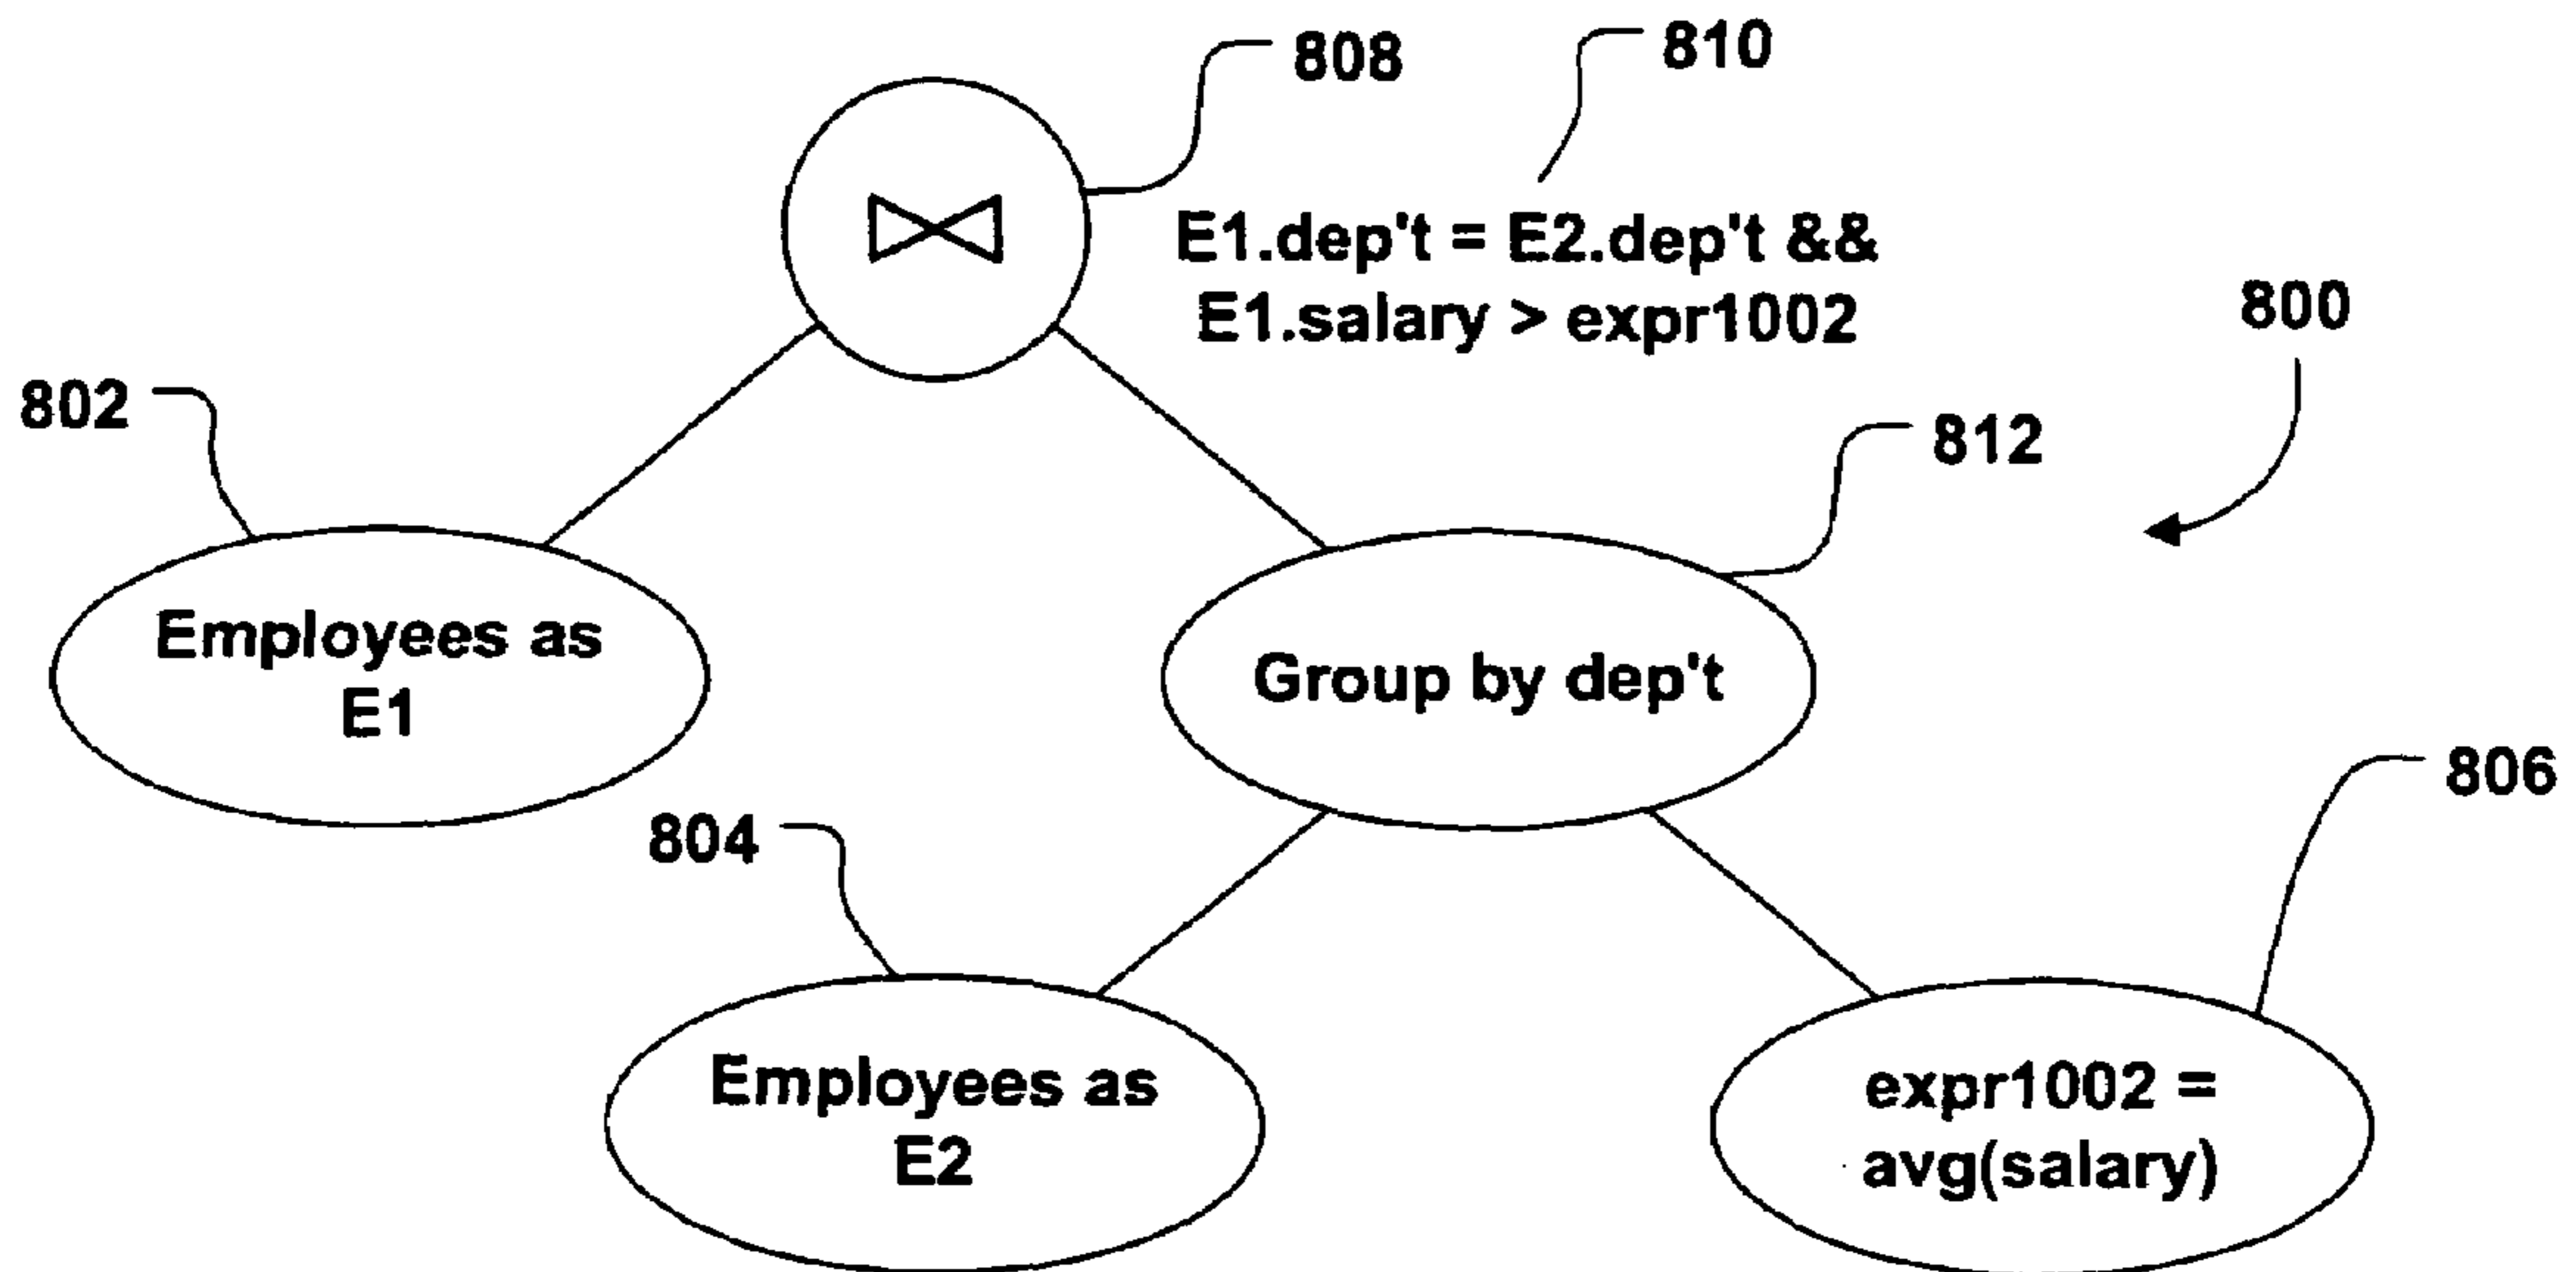 810
808
E1.dep't = E2.dep't &&
E1.salary > expr1002
800
802
812
Employees as
E1
Group by dep't
806
804
Employees as
E2
expr1002 =
avg(salary)